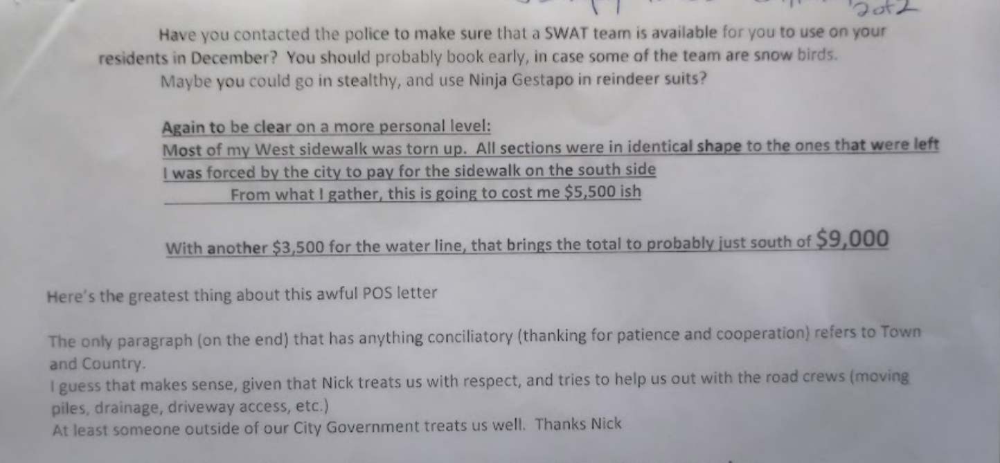 2 of 2
Have you contacted the police to make sure that a SWAT team is available for you to use on your
residents in December? You should probably book early, in case some of the team are snow birds.
Maybe you could go in stealthy, and use Ninja Gestapo in reindeer suits?
Again to be clear on a more personal level:
Most of my West sidewalk was torn up. All sections were in identical shape to the ones that were left
I was forced by the city to pay for the sidewalk on the south side
From what I gather, this is going to cost me $5,500 ish
With another $3,500 for the water line, that brings the total to probably just south of $9,000
Here's the greatest thing about this awful POS letter
The only paragraph (on the end) that has anything conciliatory (thanking for patience and cooperation) refers to Town
and Country.
I guess that makes sense, given that Nick treats us with respect, and tries to help us out with the road crews (moving
piles, drainage, driveway access, etc.)
At least someone outside of our City Government treats us well. Thanks Nick